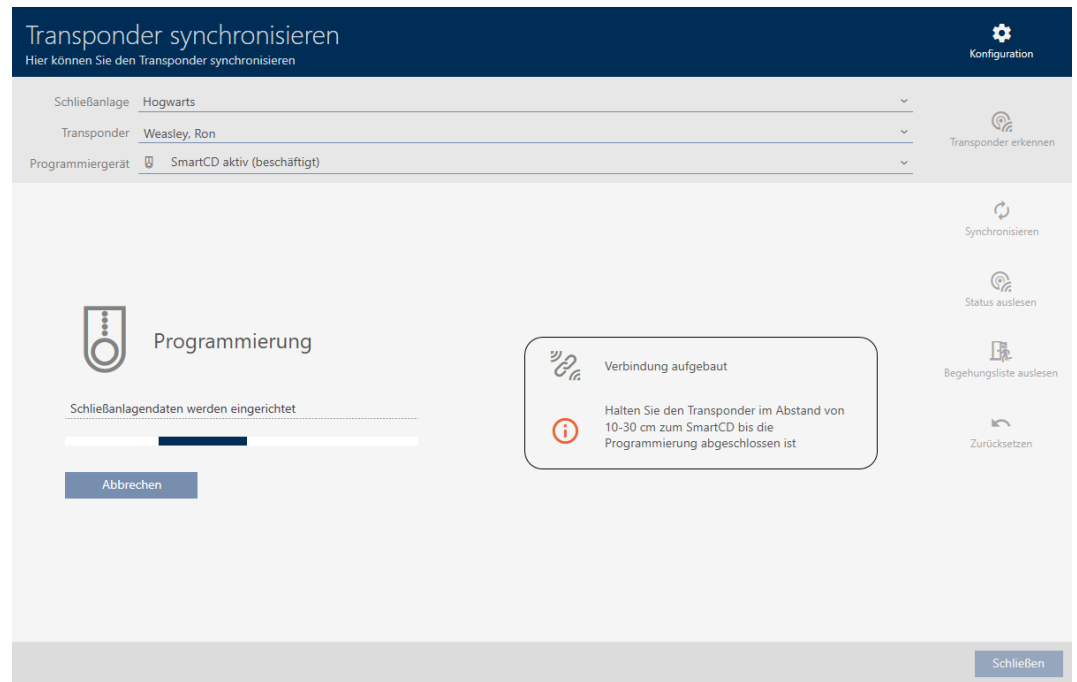 Transponder synchronisieren
Hier können Sie den Transponder synchronisieren
Konfiguration
Schließanlage Hogwarts
Transponder Weasley, Ron
Programmiergerät SmartCD aktiv (beschäftigt)
Transponder erkennen
Synchronisieren
Status auslesen
Begehungsliste auslesen
Zurücksetzen
Programmierung
Schließanlagendaten werden eingerichtet
Abbrechen
Verbindung aufgebaut
Halten Sie den Transponder im Abstand von
10-30 cm zum SmartCD bis die
Programmierung abgeschlossen ist
Schließen